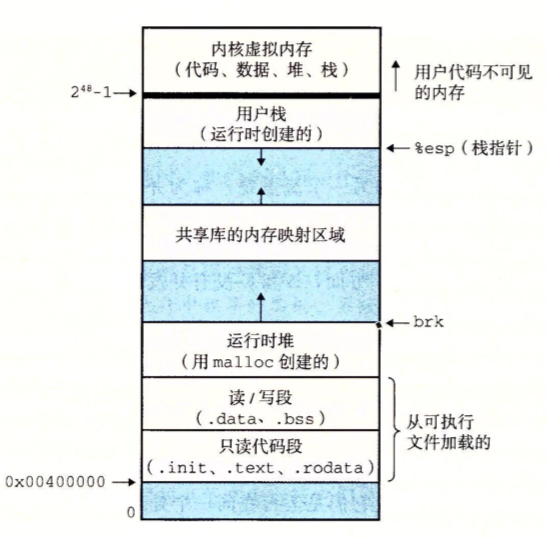 内核虚拟内存
（代码、数据、堆、栈）
用户代码不可见
的内存
2⁴⁸-1
用户栈
（运行时创建的）
%esp（栈指针）
共享库的内存映射区域
brk
运行时堆
（用 malloc 创建的）
读/写段
（.data、.bss）
从可执行
文件加载的
只读代码段
（.init、.text、.rodata）
0x00400000
0